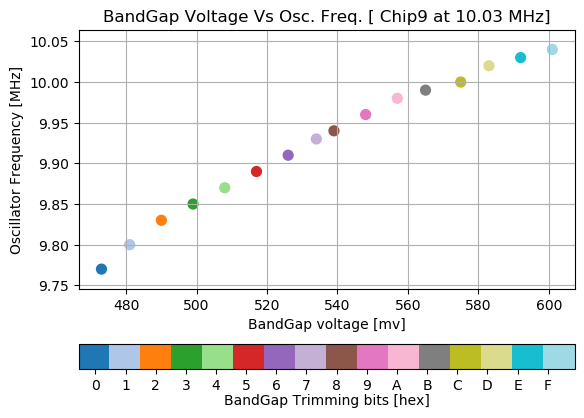 BandGap Voltage Vs Osc. Freq. [ Chip9 at 10.03 MHz]
Oscillator Frequency [MHz]
10.05
10.00
9.95
9.90
9.85
9.80
9.75
480 500 520 540 560 580 600
BandGap voltage [mv]
0 1 2 3 4 5 6 7 8 9 A B C D E F
BandGap Trimming bits [hex]